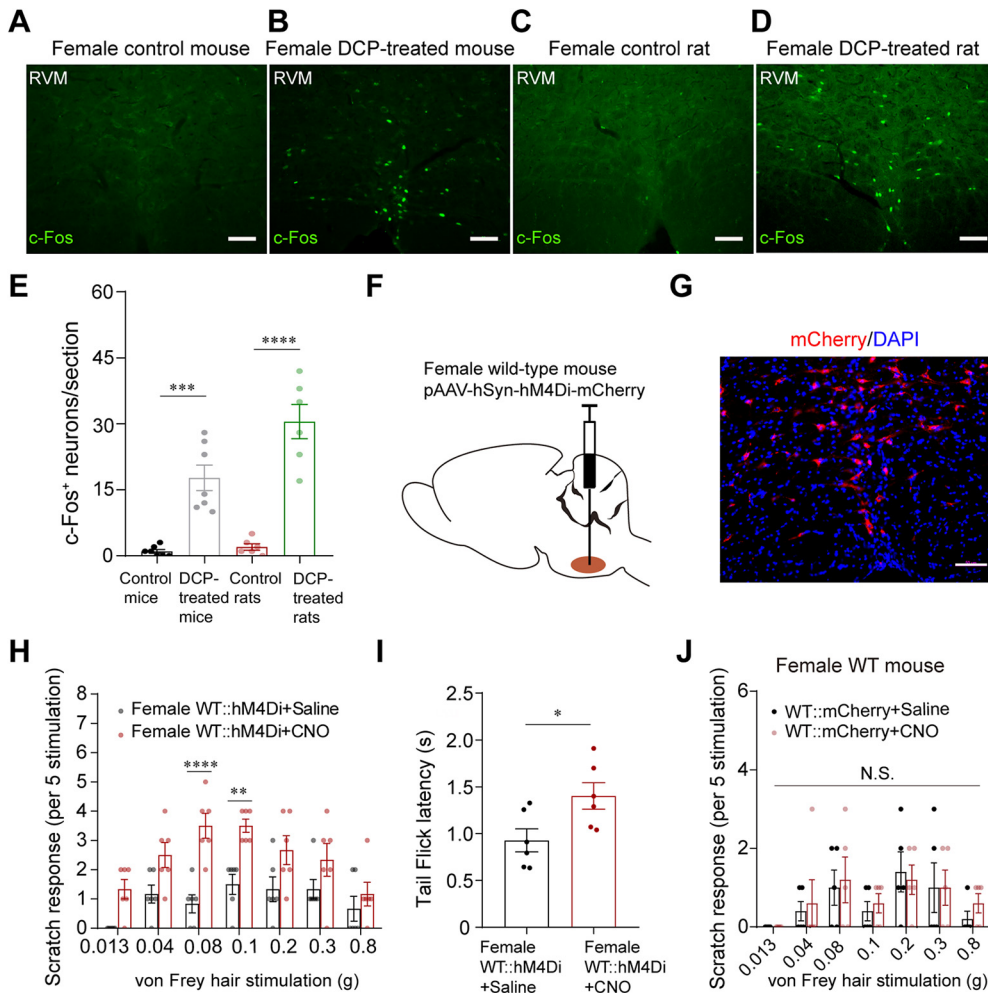 A
Female control mouse
RVM
c-Fos
B
Female DCP-treated mouse
RVM
c-Fos
C
Female control rat
RVM
c-Fos
D
Female DCP-treated rat
RVM
c-Fos
E
c-Fos⁺ neurons/section
60
45
30
15
0
***
****
Control
mice
DCP-
treated
mice
Control
rats
DCP-
treated
rats
F
Female wild-type mouse
pAAV-hSyn-hM4Di-mCherry
G
mCherry/DAPI
H
Scratch response (per 5 stimulation)
8
7
6
5
4
3
2
1
0
Female WT::hM4Di+Saline
Female WT::hM4Di+CNO
****
**
0.013
0.04
0.08
0.1
0.2
0.3
0.8
von Frey hair stimulation (g)
I
Tail Flick latency (s)
2.5
2.0
1.5
1.0
0.5
0.0
*
Female
WT::hM4Di
+Saline
Female
WT::hM4Di
+CNO
J
Female WT mouse
Scratch response (per 5 stimulation)
6
4
2
0
WT::mCherry+Saline
WT::mCherry+CNO
N.S.
0.013
0.04
0.08
0.1
0.2
0.3
0.8
von Frey hair stimulation (g)